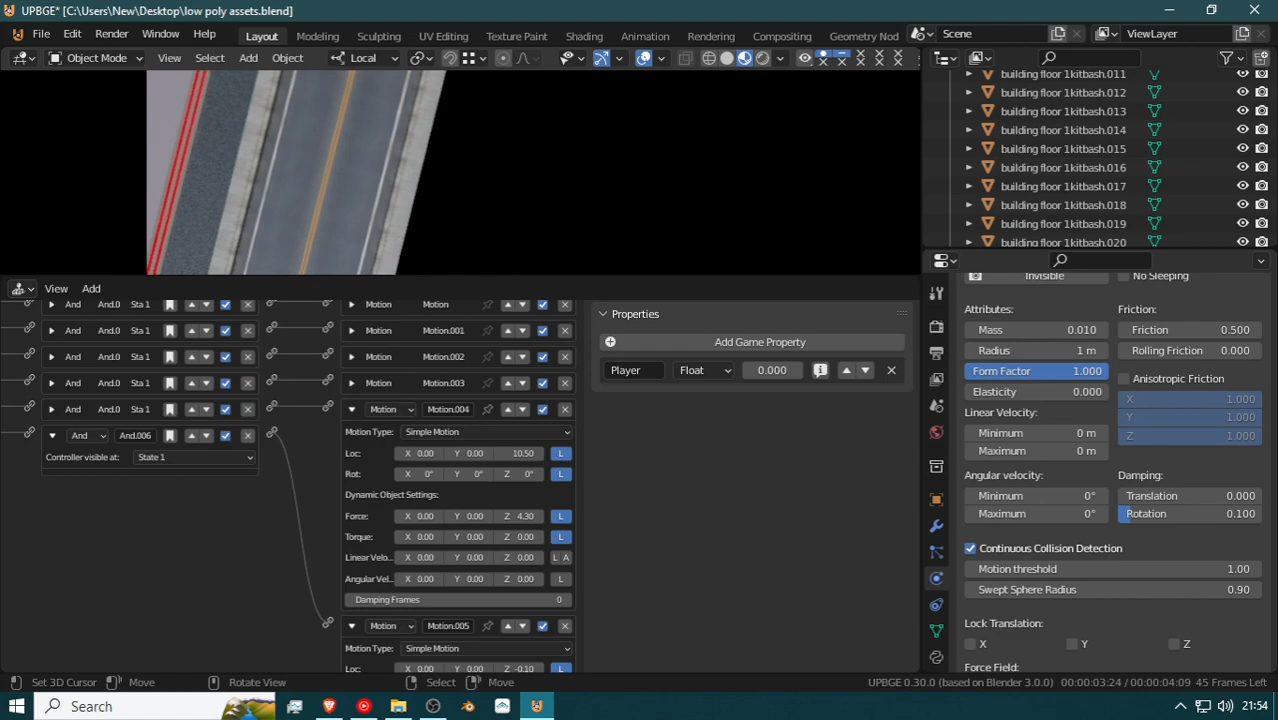 UPBGE* [C:\Users\New\Desktop\low poly assets.blend]
File Edit Render Window Help Layout Modeling Sculpting UV Editing Texture Paint Shading Animation Rendering Compositing Geometry Nod Scene ViewLayer
Object Mode View Select Add Object Local
building floor 1kitbash.011
building floor 1kitbash.012
building floor 1kitbash.013
building floor 1kitbash.014
building floor 1kitbash.015
building floor 1kitbash.016
building floor 1kitbash.017
building floor 1kitbash.018
building floor 1kitbash.019
building floor 1kitbash.020
View Add
And And.0 Sta 1 Motion Motion
And And.0 Sta 1 Motion Motion.001
And And.0 Sta 1 Motion Motion.002
And And.0 Sta 1 Motion Motion.003
And And.0 Sta 1 Motion Motion.004
And And.006 Motion Type: Simple Motion
Controller visible at: State 1 Loc: X 0.00 Y 0.00 10.50 L
Rot: X 0° Y 0° Z 0° L
Dynamic Object Settings:
Force: X 0.00 Y 0.00 Z 4.30 L
Torque: X 0.00 Y 0.00 Z 0.00 L
Linear Velo... X 0.00 Y 0.00 Z 0.00 L A
Angular Vel... X 0.00 Y 0.00 Z 0.00 L
Damping Frames 0
Motion Motion.005
Motion Type: Simple Motion
Loc: X 0.00 Y 0.00 Z -0.10 L
Properties
Add Game Property
Player Float 0.000
Invisible No Sleeping
Attributes: Friction:
Mass 0.010 Friction 0.500
Radius 1 m Rolling Friction 0.000
Form Factor 1.000 Anisotropic Friction
Elasticity 0.000 X 1.000
Linear Velocity: Y 1.000
Minimum 0 m Z 1.000
Maximum 0 m
Angular velocity: Damping:
Minimum 0° Translation 0.000
Maximum 0° Rotation 0.100
Continuous Collision Detection
Motion threshold 1.00
Swept Sphere Radius 0.90
Lock Translation:
X Y Z
Force Field:
Set 3D Cursor Move Rotate View Select Move UPBGE 0.30.0 (based on Blender 3.0.0) 00:00:03:24 / 00:00:04:09 45 Frames Left
Search 21:54